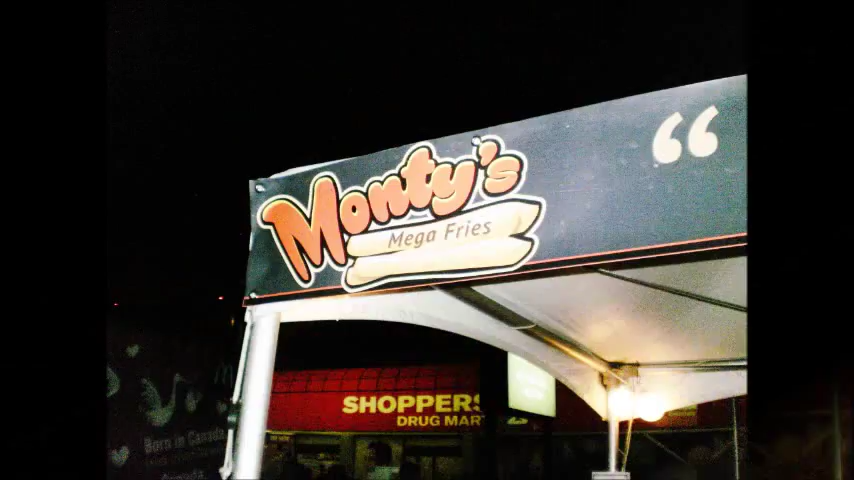 Monty's
Mega Fries
“
SHOPPERS
DRUG MART
Born in Canada